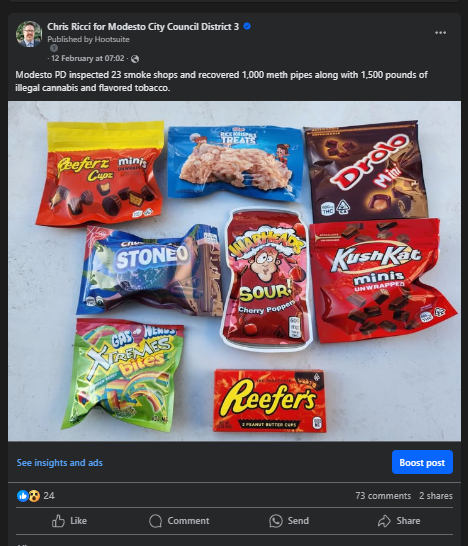 Chris Ricci for Modesto City Council District 3
Published by Hootsuite
· 12 February at 07:02 ·
Modesto PD inspected 23 smoke shops and recovered 1,000 meth pipes along with 1,500 pounds of
illegal cannabis and flavored tobacco.
Reeferz minis
Cupz
UNWRAPPED
RICE KRISPIES
TREATS
Drolo
Mini
THC
STONEO
WARHEADS
SOUR!
Cherry Poppers
KushKat
minis
UNWRAPPED
GAS NERDS
XTREMES
bites
Reefer's
2 PEANUT BUTTER CUPS
See insights and ads
Boost post
24
73 comments 2 shares
Like
Comment
Send
Share